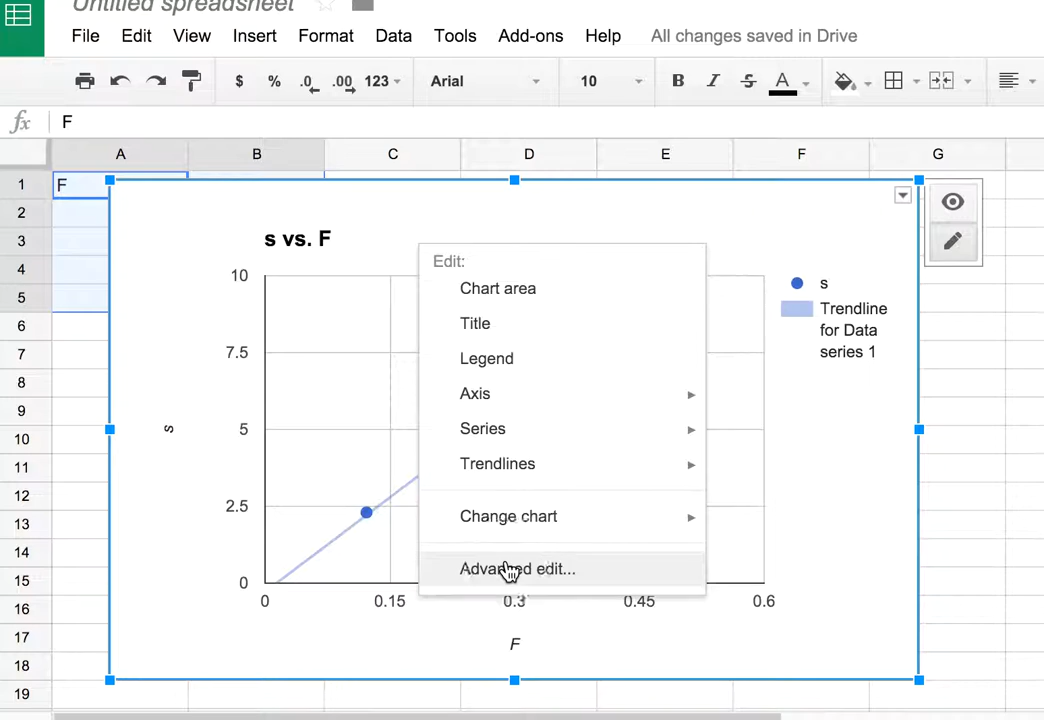 Untitled spreadsheet
File Edit View Insert Format Data Tools Add-ons Help All changes saved in Drive
$ % .0 .00 123 Arial 10 B I S A
fx F
A B C D E F G
1 F
2
3
4
5
6
7
8
9
10
11
12
13
14
15
16
17
18
19
s vs. F
10
7.5
5
2.5
0
s
0 0.15 0.3 0.45 0.6
F
s
Trendline
for Data
series 1
Edit:
Chart area
Title
Legend
Axis
Series
Trendlines
Change chart
Advanced edit...